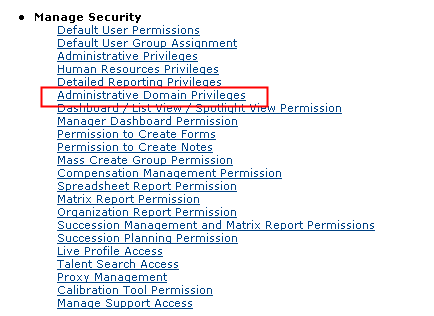 Manage Security
Default User Permissions
Default User Group Assignment
Administrative Privileges
Human Resources Privileges
Detailed Reporting Privileges
Administrative Domain Privileges
Dashboard / List View / Spotlight View Permission
Manager Dashboard Permission
Permission to Create Forms
Permission to Create Notes
Mass Create Group Permission
Compensation Management Permission
Spreadsheet Report Permission
Matrix Report Permission
Organization Report Permission
Succession Management and Matrix Report Permissions
Succession Planning Permission
Live Profile Access
Talent Search Access
Proxy Management
Calibration Tool Permission
Manage Support Access